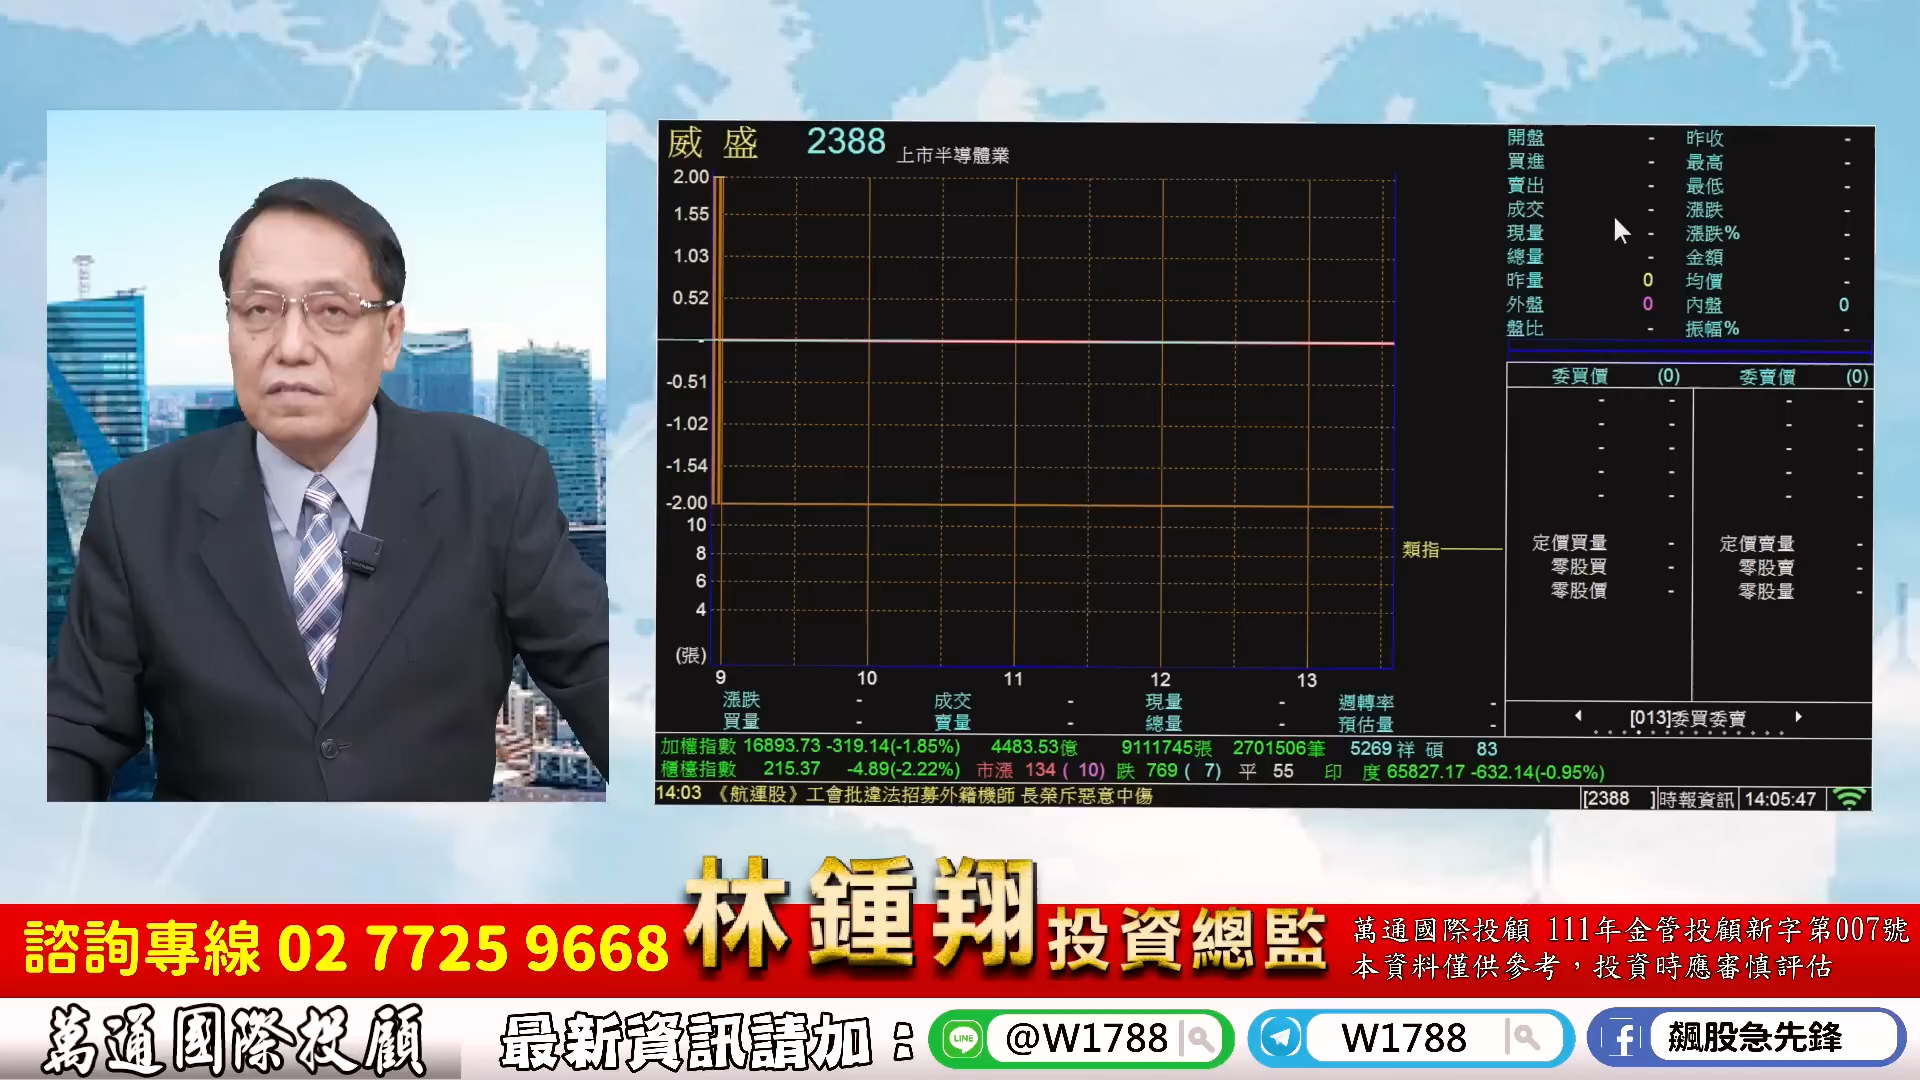 威盛 2388 上市半導體業
2.00
1.55
1.03
0.52
-
-0.51
-1.02
-1.54
-2.00
10
8
6
4
(張)
9 10 11 12 13
類指
漲跌 - 成交 - 現量 - 週轉率 -
買量 - 賣量 - 總量 - 預估量 -
開盤 - 昨收 -
買進 - 最高 -
賣出 - 最低 -
成交 - 漲跌 -
現量 - 漲跌% -
總量 - 金額 -
昨量 0 均價 -
外盤 0 內盤 0
盤比 - 振幅% -
委買價 (0) 委賣價 (0)
- - - -
- - - -
- - - -
- - - -
- - - -
定價買量 - 定價賣量 -
零股買 - 零股賣 -
零股價 - 零股量 -
[013]委買委賣
加權指數 16893.73 -319.14(-1.85%) 4483.53億 9111745張 2701506筆 5269祥碩 83
櫃檯指數 215.37 -4.89(-2.22%) 市漲 134 ( 10) 跌 769 ( 7) 平 55 印度 65827.17 -632.14(-0.95%)
14:03 《航運股》工會批違法招募外籍機師 長榮斥惡意中傷 [2388 ]時報資訊 14:05:47
諮詢專線 02 7725 9668
林鍾翔 投資總監
萬通國際投顧 111年金管投顧新字第007號
本資料僅供參考，投資時應審慎評估
萬通國際投顧
最新資訊請加：
LINE
@W1788
W1788
飆股急先鋒